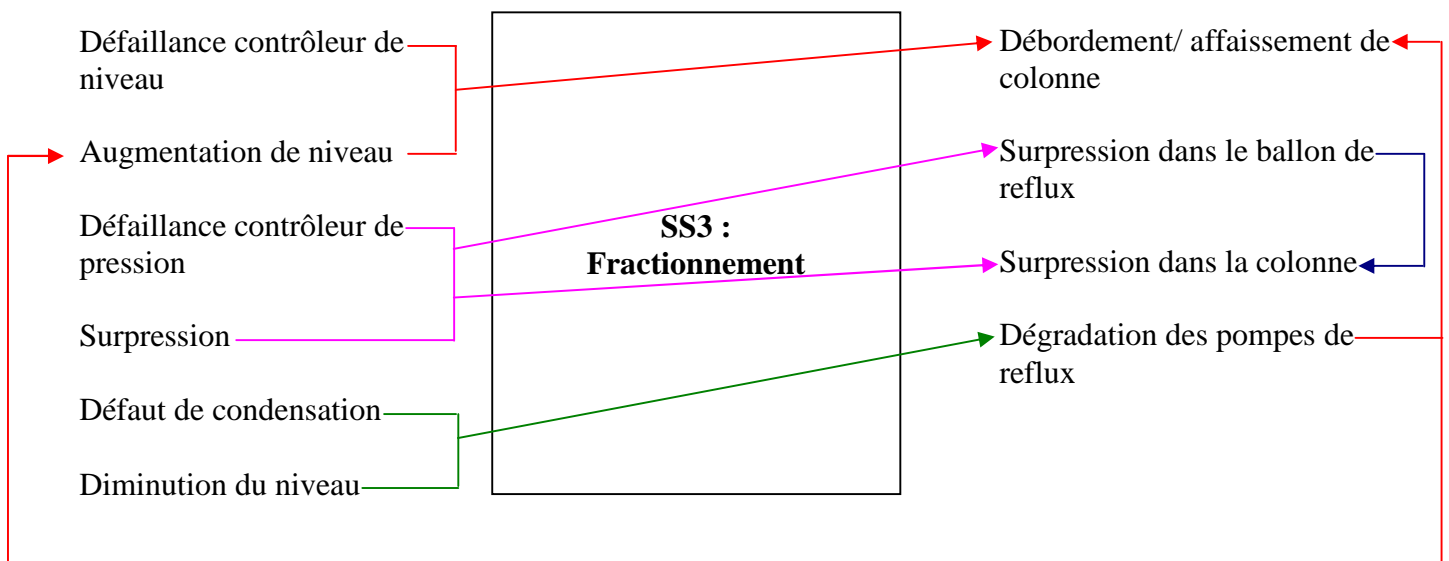 Défaillance contrôleur de
niveau
Augmentation de niveau
Défaillance contrôleur de
pression
Surpression
Défaut de condensation
Diminution du niveau
SS3 :
Fractionnement
Débordement/ affaissement de
colonne
Surpression dans le ballon de
reflux
Surpression dans la colonne
Dégradation des pompes de
reflux